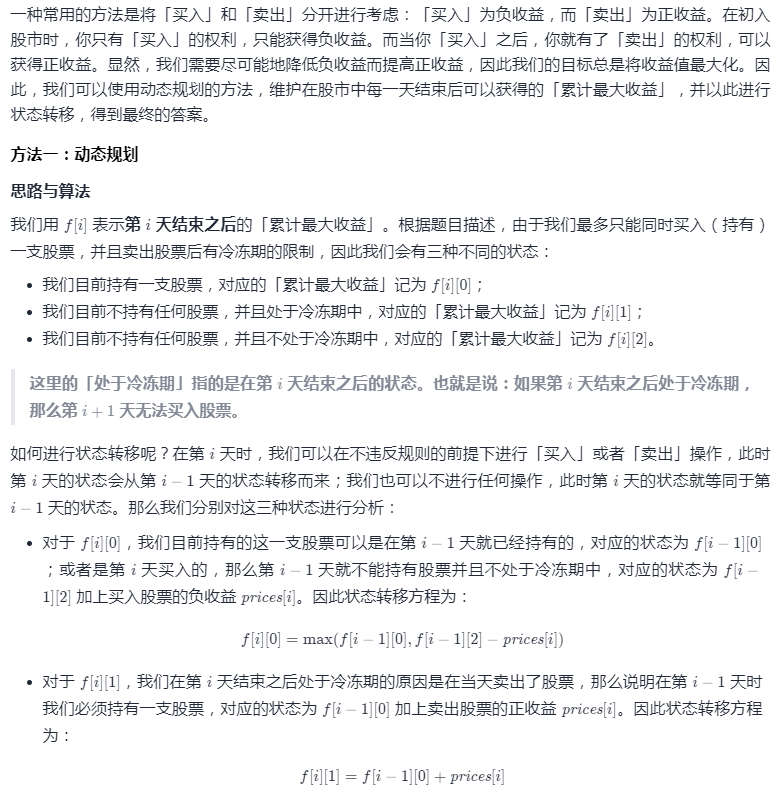 一种常用的方法是将「买入」和「卖出」分开进行考虑：「买入」为负收益，而「卖出」为正收益。在初入
股市时，你只有「买入」的权利，只能获得负收益。而当你「买入」之后，你就有了「卖出」的权利，可以
获得正收益。显然，我们需要尽可能地降低负收益而提高正收益，因此我们的目标总是将收益值最大化。因
此，我们可以使用动态规划的方法，维护在股市中每一天结束后可以获得的「累计最大收益」，并以此进行
状态转移，得到最终的答案。
方法一：动态规划
思路与算法
我们用 f[i] 表示第 i 天结束之后的「累计最大收益」。根据题目描述，由于我们最多只能同时买入（持有）
一支股票，并且卖出股票后有冷冻期的限制，因此我们会有三种不同的状态：
• 我们目前持有一支股票，对应的「累计最大收益」记为 f[i][0]；
• 我们目前不持有任何股票，并且处于冷冻期中，对应的「累计最大收益」记为 f[i][1]；
• 我们目前不持有任何股票，并且不处于冷冻期中，对应的「累计最大收益」记为 f[i][2]。
这里的「处于冷冻期」指的是在第 i 天结束之后的状态。也就是说：如果第 i 天结束之后处于冷冻期，
那么第 i + 1 天无法买入股票。
如何进行状态转移呢？在第 i 天时，我们可以在不违反规则的前提下进行「买入」或者「卖出」操作，此时
第 i 天的状态会从第 i − 1 天的状态转移而来；我们也可以不进行任何操作，此时第 i 天的状态就等同于第
i − 1 天的状态。那么我们分别对这三种状态进行分析：
• 对于 f[i][0]，我们目前持有的这一支股票可以是在第 i − 1 天就已经持有的，对应的状态为 f[i − 1][0]
；或者是第 i 天买入的，那么第 i − 1 天就不能持有股票并且不处于冷冻期中，对应的状态为 f[i −
1][2] 加上买入股票的负收益 prices[i]。因此状态转移方程为：
f[i][0] = max(f[i − 1][0], f[i − 1][2] − prices[i])
• 对于 f[i][1]，我们在第 i 天结束之后处于冷冻期的原因是在当天卖出了股票，那么说明在第 i − 1 天时
我们必须持有一支股票，对应的状态为 f[i − 1][0] 加上卖出股票的正收益 prices[i]。因此状态转移方程
为：
f[i][1] = f[i − 1][0] + prices[i]